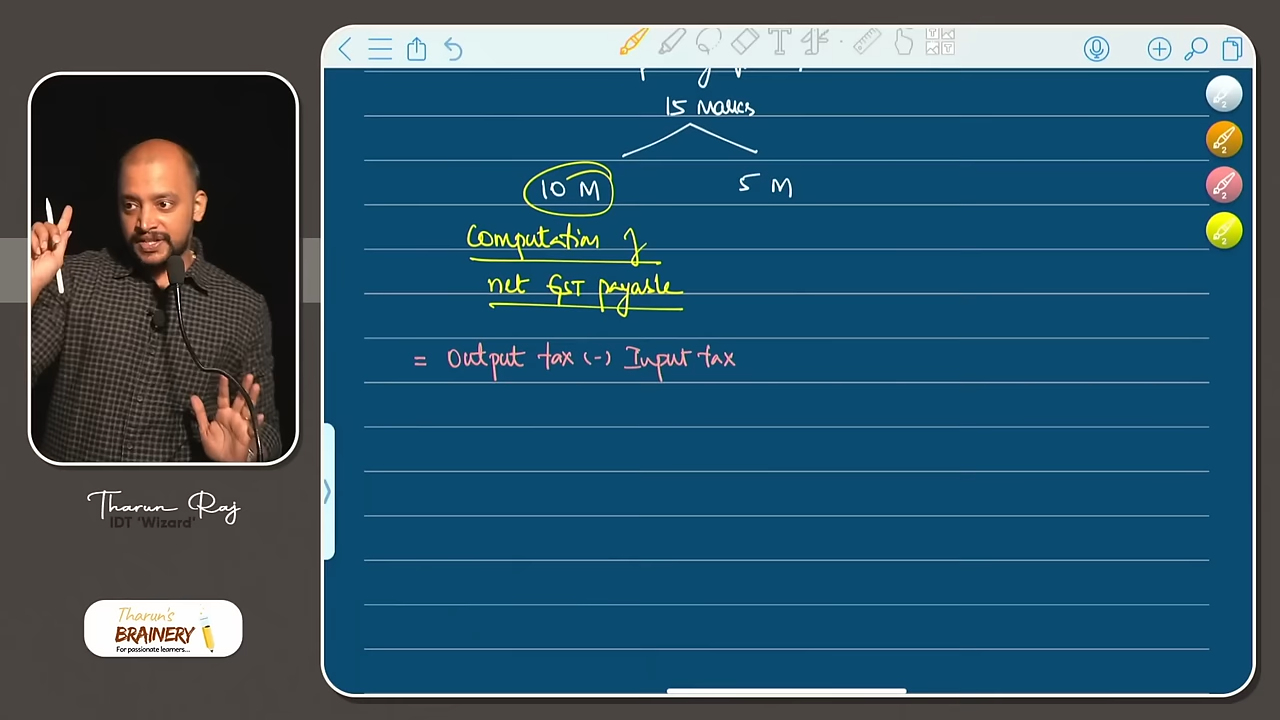 15 Marks
10 M
5 M
Computation of
net GST payable
= Output tax (-) Input tax
Tharun Raj
IDT 'Wizard'
Tharun's
BRAINERY
For passionate learners...